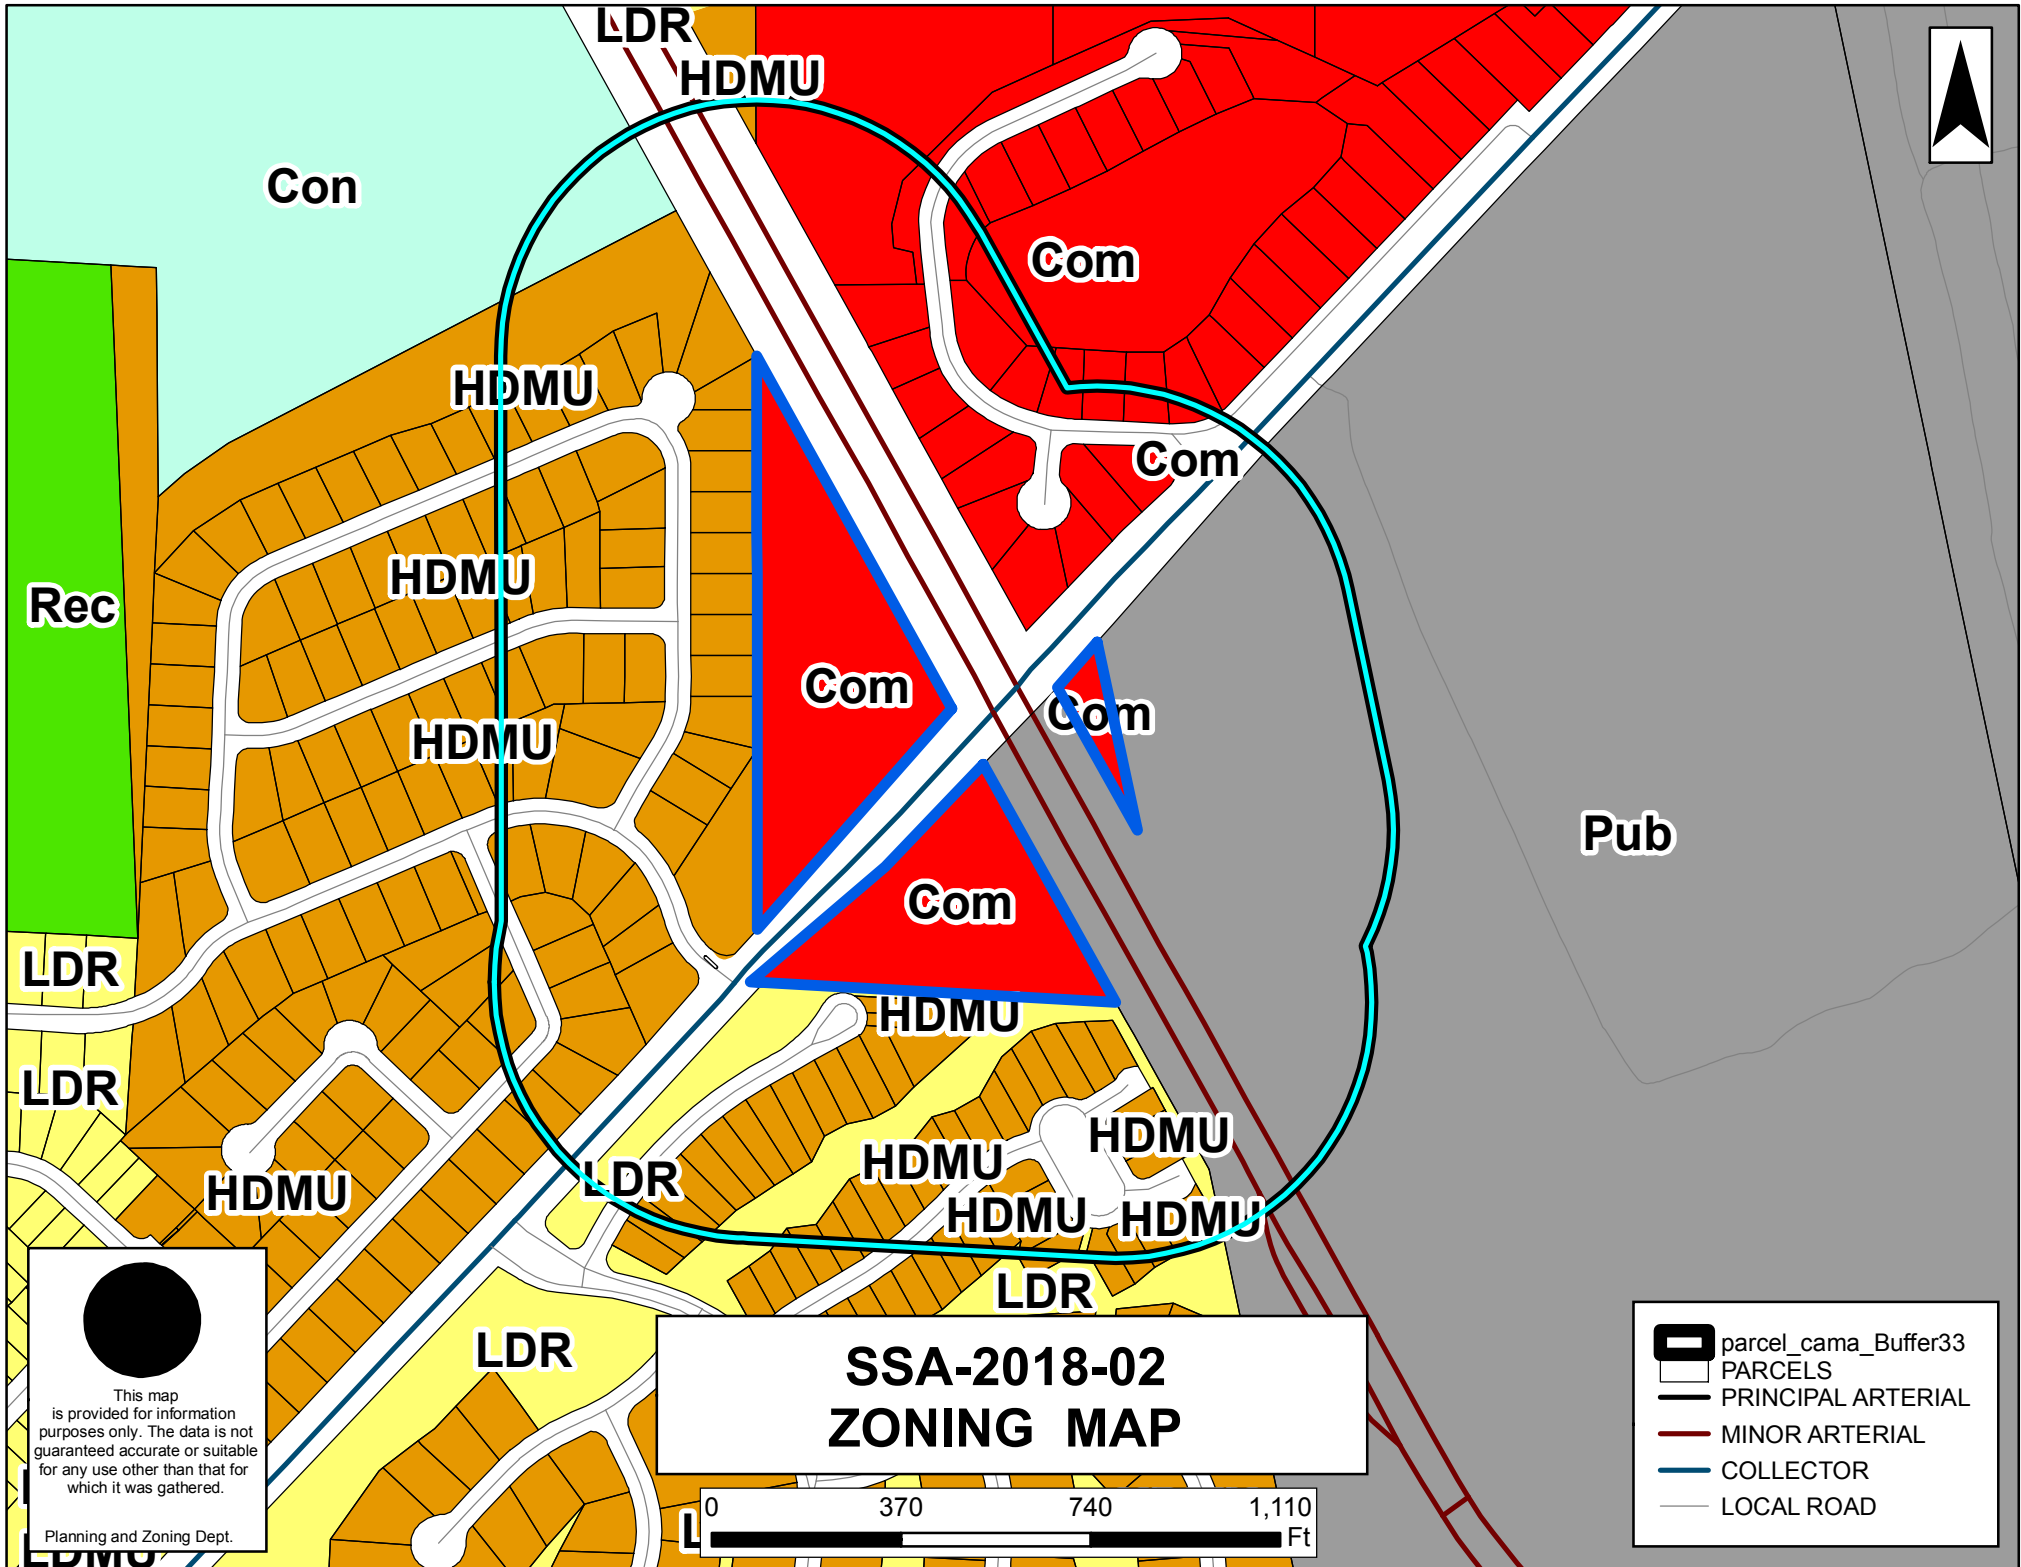 LDR
HDMU
Con
Com
HDMU
Com
HDMU
Rec
Com
Com
HDMU
Pub
Com
LDR
HDMU
LDR
HDMU
HDMU
LDR
HDMU
HDMU
HDMU
LDR
LDR
This map
is provided for information
purposes only. The data is not
guaranteed accurate or suitable
for any use other than that for
which it was gathered.
Planning and Zoning Dept.
SSA-2018-02
ZONING MAP
0 370 740 1,110
Ft
parcel_cama_Buffer33
PARCELS
PRINCIPAL ARTERIAL
MINOR ARTERIAL
COLLECTOR
LOCAL ROAD